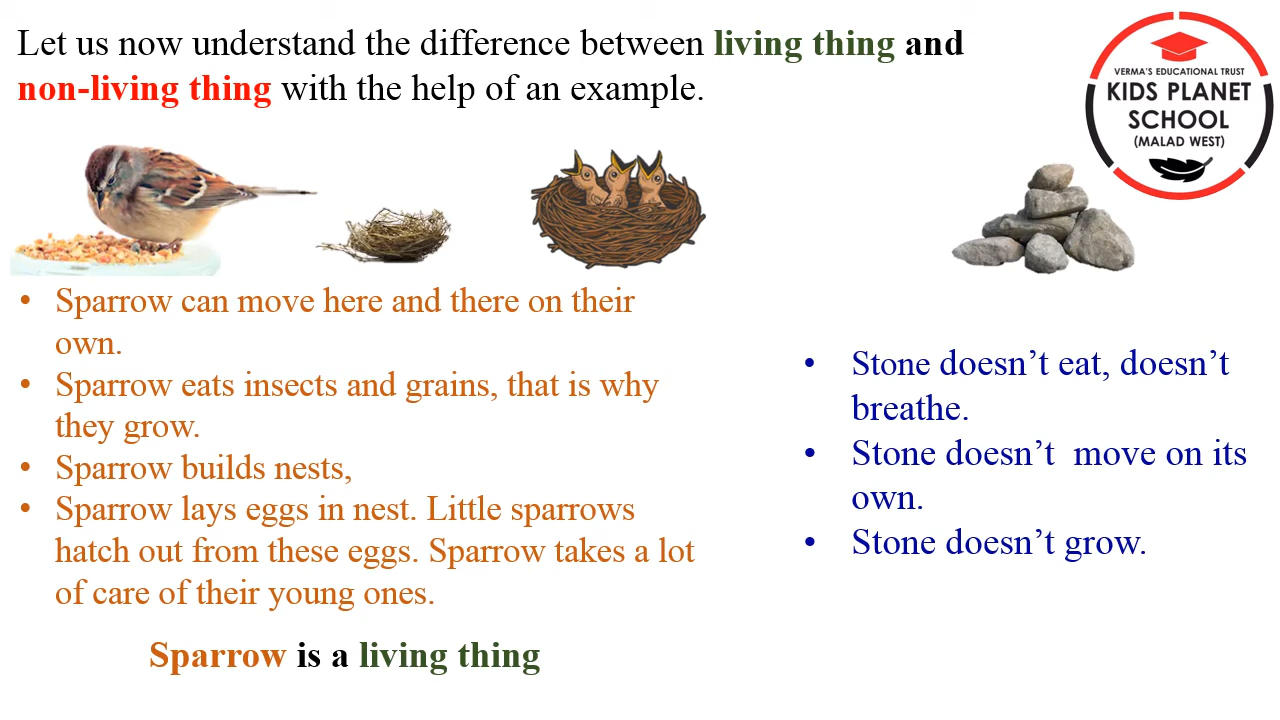 Let us now understand the difference between living thing and
non-living thing with the help of an example.
VERMA'S EDUCATIONAL TRUST
KIDS PLANET
SCHOOL
(MALAD WEST)
• Sparrow can move here and there on their
own.
• Sparrow eats insects and grains, that is why
they grow.
• Sparrow builds nests,
• Sparrow lays eggs in nest. Little sparrows
hatch out from these eggs. Sparrow takes a lot
of care of their young ones.
Sparrow is a living thing
• Stone doesn’t eat, doesn’t
breathe.
• Stone doesn’t  move on its
own.
• Stone doesn’t grow.